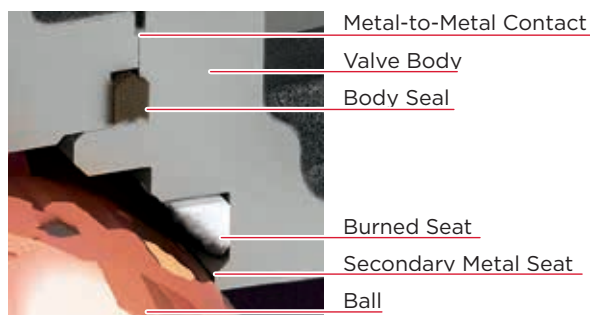 Metal-to-Metal Contact
Valve Body
Body Seal
Burned Seat
Secondary Metal Seat
Ball